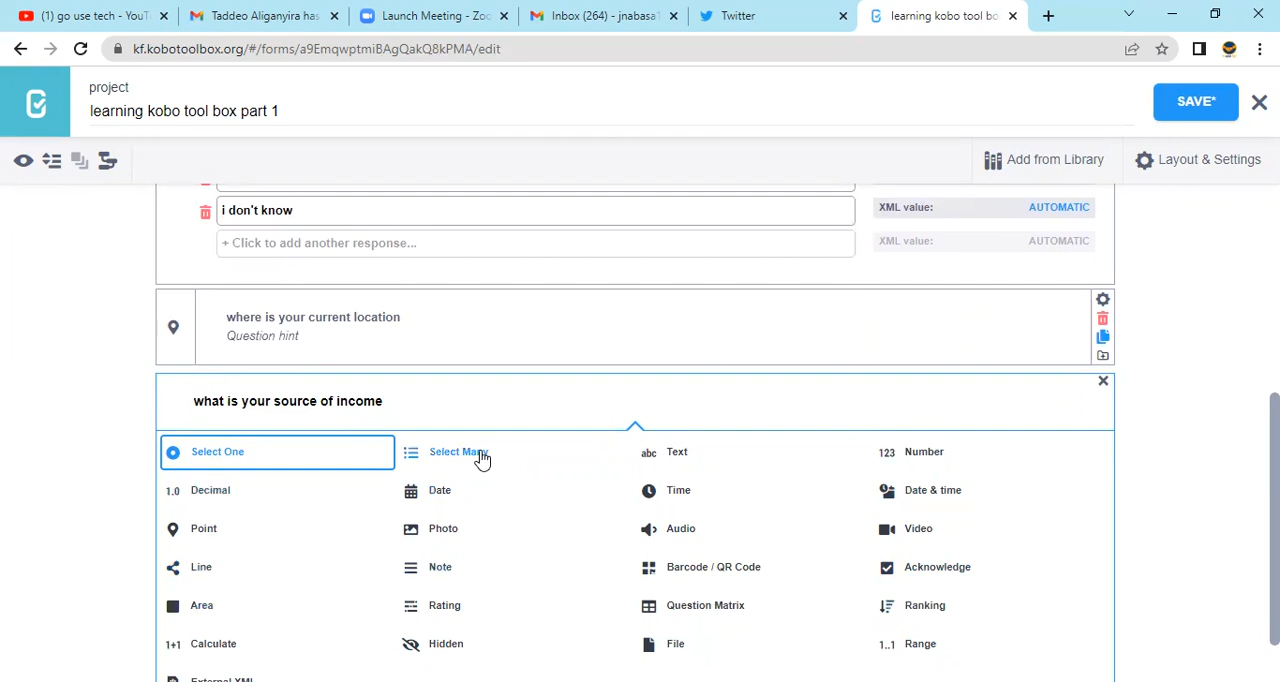 (1) go use tech - YouT
Taddeo Aliganyira has
Launch Meeting - Zoo
Inbox (264) - jnabasa1
Twitter
learning kobo tool bo
kf.kobotoolbox.org/#/forms/a9EmqwptmiBAgQakQ8kPMA/edit
project
learning kobo tool box part 1
SAVE*
Add from Library
Layout & Settings
i don't know
XML value:
AUTOMATIC
+ Click to add another response...
XML value:
AUTOMATIC
where is your current location
Question hint
what is your source of income
Select One
Select Many
abc Text
123 Number
1.0 Decimal
Date
Time
Date & time
Point
Photo
Audio
Video
Line
Note
Barcode / QR Code
Acknowledge
Area
Rating
Question Matrix
Ranking
1+1 Calculate
Hidden
File
1..1 Range
External XML